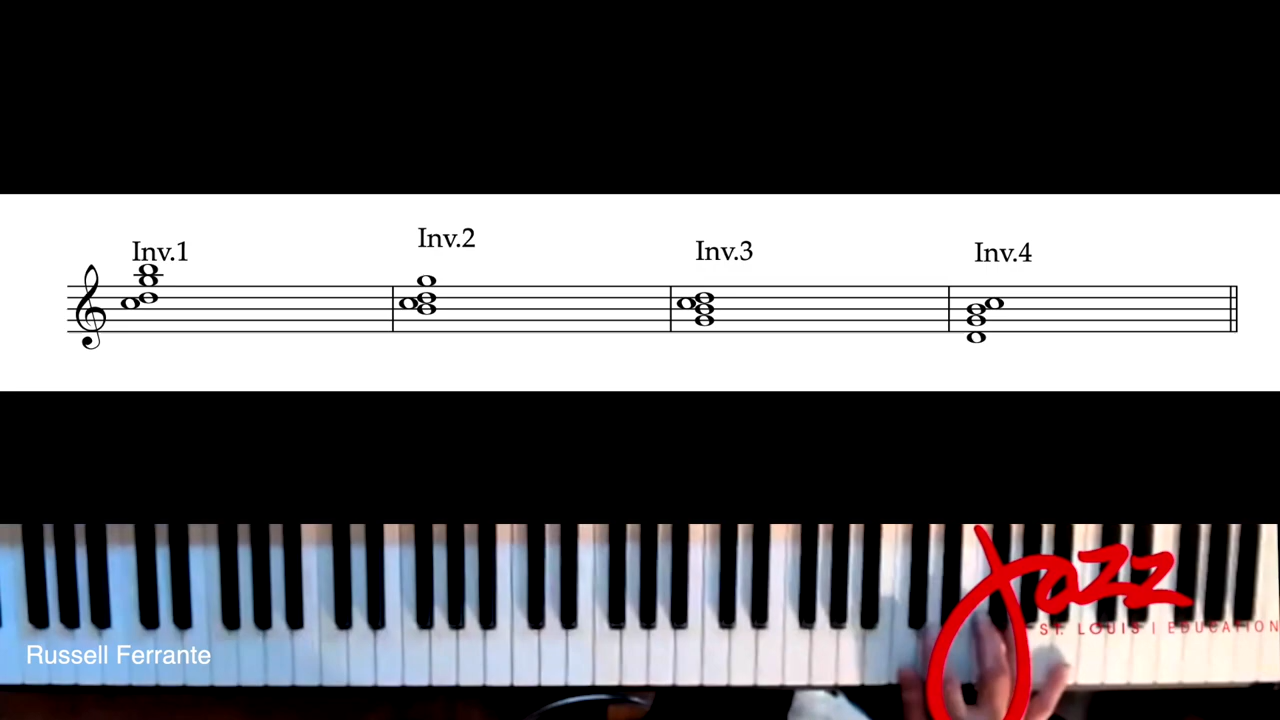 Inv.1
Inv.2
Inv.3
Inv.4
Jazz
ST. LOUIS | EDUCATION
Russell Ferrante